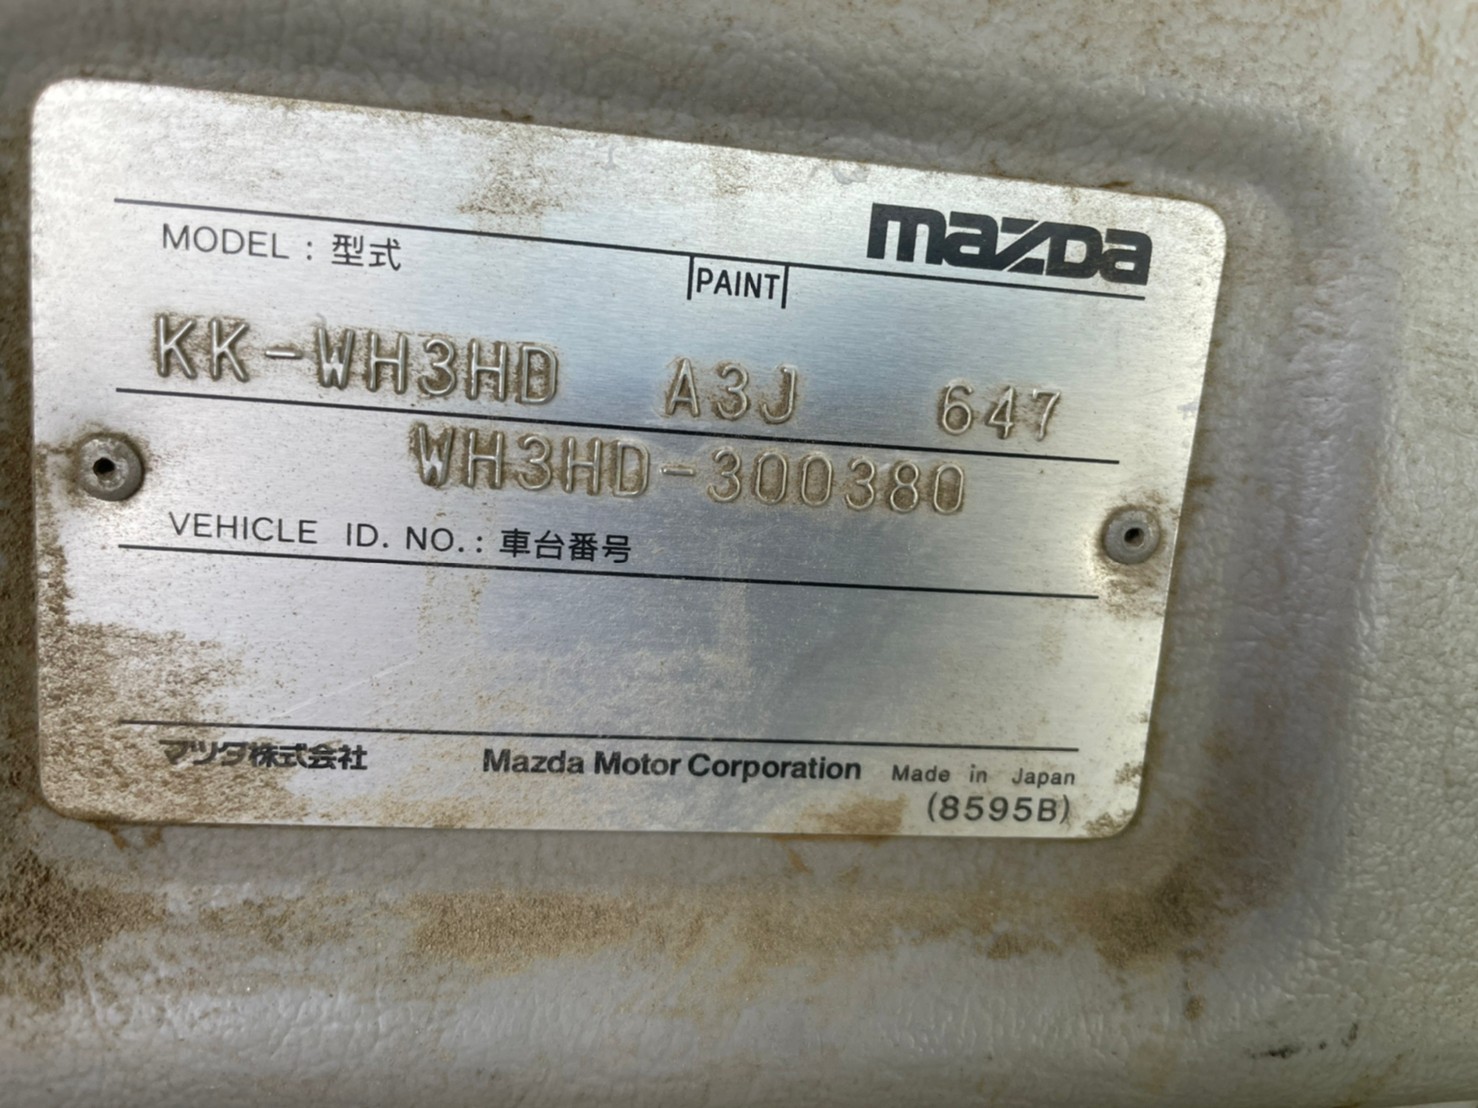 mazda
MODEL : 型式
PAINT
KK-WH3HD A3J 647
WH3HD-300380
VEHICLE ID. NO. : 車台番号
マツダ株式会社 Mazda Motor Corporation Made in Japan
(8595B)